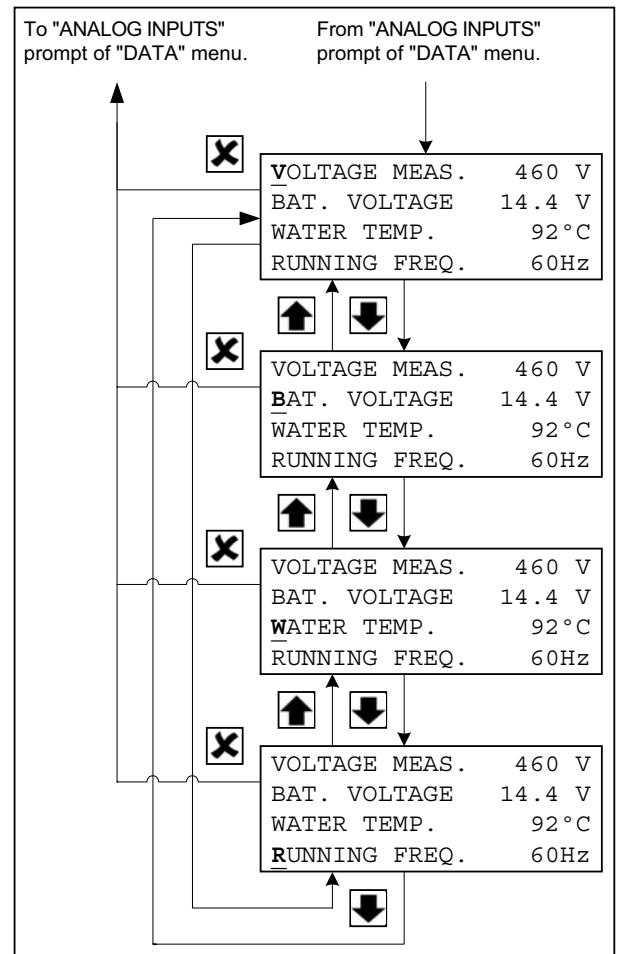 To "ANALOG INPUTS"
prompt of "DATA" menu.
From "ANALOG INPUTS"
prompt of "DATA" menu.
VOLTAGE MEAS. 460 V
BAT. VOLTAGE 14.4 V
WATER TEMP. 92°C
RUNNING FREQ. 60Hz
VOLTAGE MEAS. 460 V
BAT. VOLTAGE 14.4 V
WATER TEMP. 92°C
RUNNING FREQ. 60Hz
VOLTAGE MEAS. 460 V
BAT. VOLTAGE 14.4 V
WATER TEMP. 92°C
RUNNING FREQ. 60Hz
VOLTAGE MEAS. 460 V
BAT. VOLTAGE 14.4 V
WATER TEMP. 92°C
RUNNING FREQ. 60Hz